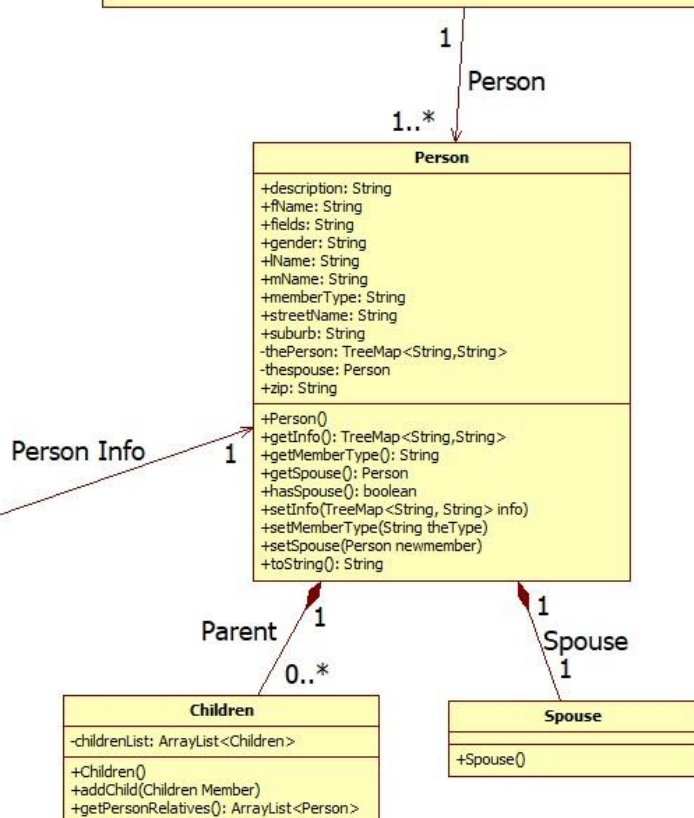 1
Person
1..*
Person
+description: String
+fName: String
+fields: String
+gender: String
+lName: String
+mName: String
+memberType: String
+streetName: String
+suburb: String
-thePerson: TreeMap<String,String>
-thespouse: Person
+zip: String
+Person()
+getInfo(): TreeMap<String,String>
+getMemberType(): String
+getSpouse(): Person
+hasSpouse(): boolean
+setInfo(TreeMap<String, String> info)
+setMemberType(String theType)
+setSpouse(Person newmember)
+toString(): String
Person Info
1
Parent
1
0..*
1
Spouse
1
Children
-childrenList: ArrayList<Children>
+Children()
+addChild(Children Member)
+getPersonRelatives(): ArrayList<Person>
Spouse
+Spouse()